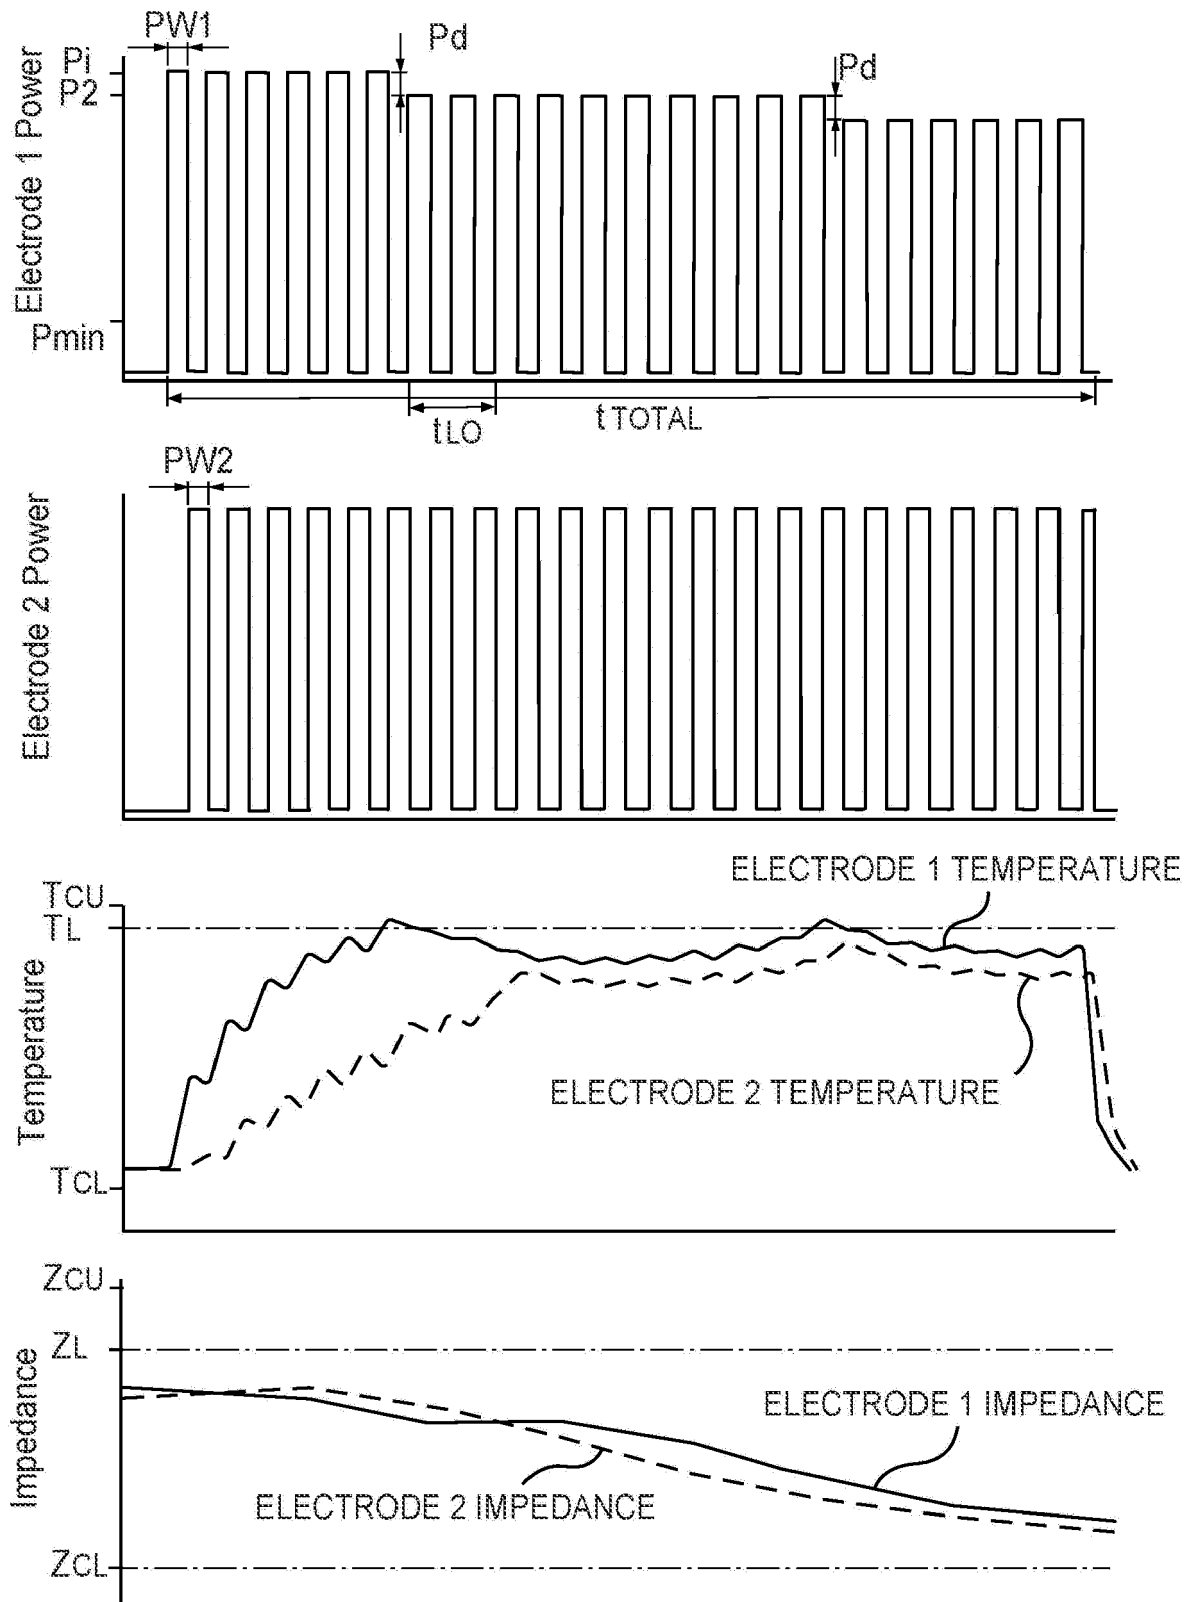 PW1
Pd
Pi
P2
Pd
Electrode 1 Power
Pmin
tLO
tTOTAL
PW2
Electrode 2 Power
ELECTRODE 1 TEMPERATURE
TCU
TL
Temperature
ELECTRODE 2 TEMPERATURE
TCL
ZCU
ZL
Impedance
ELECTRODE 1 IMPEDANCE
ELECTRODE 2 IMPEDANCE
ZCL